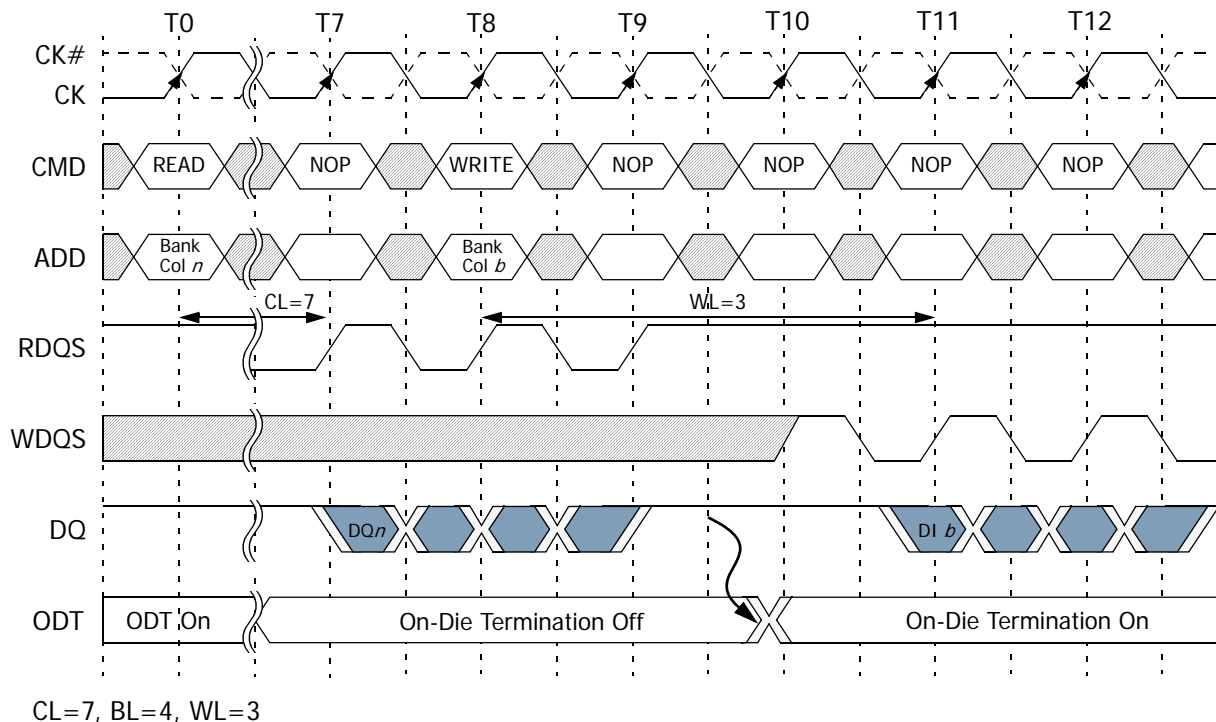 T0 T7 T8 T9 T10 T11 T12
CK#
CK
CMD READ NOP WRITE NOP NOP NOP NOP
ADD Bank Col n Bank Col b
CL=7 WL=3
RDQS
WDQS
DQ DQn DI b
ODT ODT On On-Die Termination Off On-Die Termination On
CL=7, BL=4, WL=3